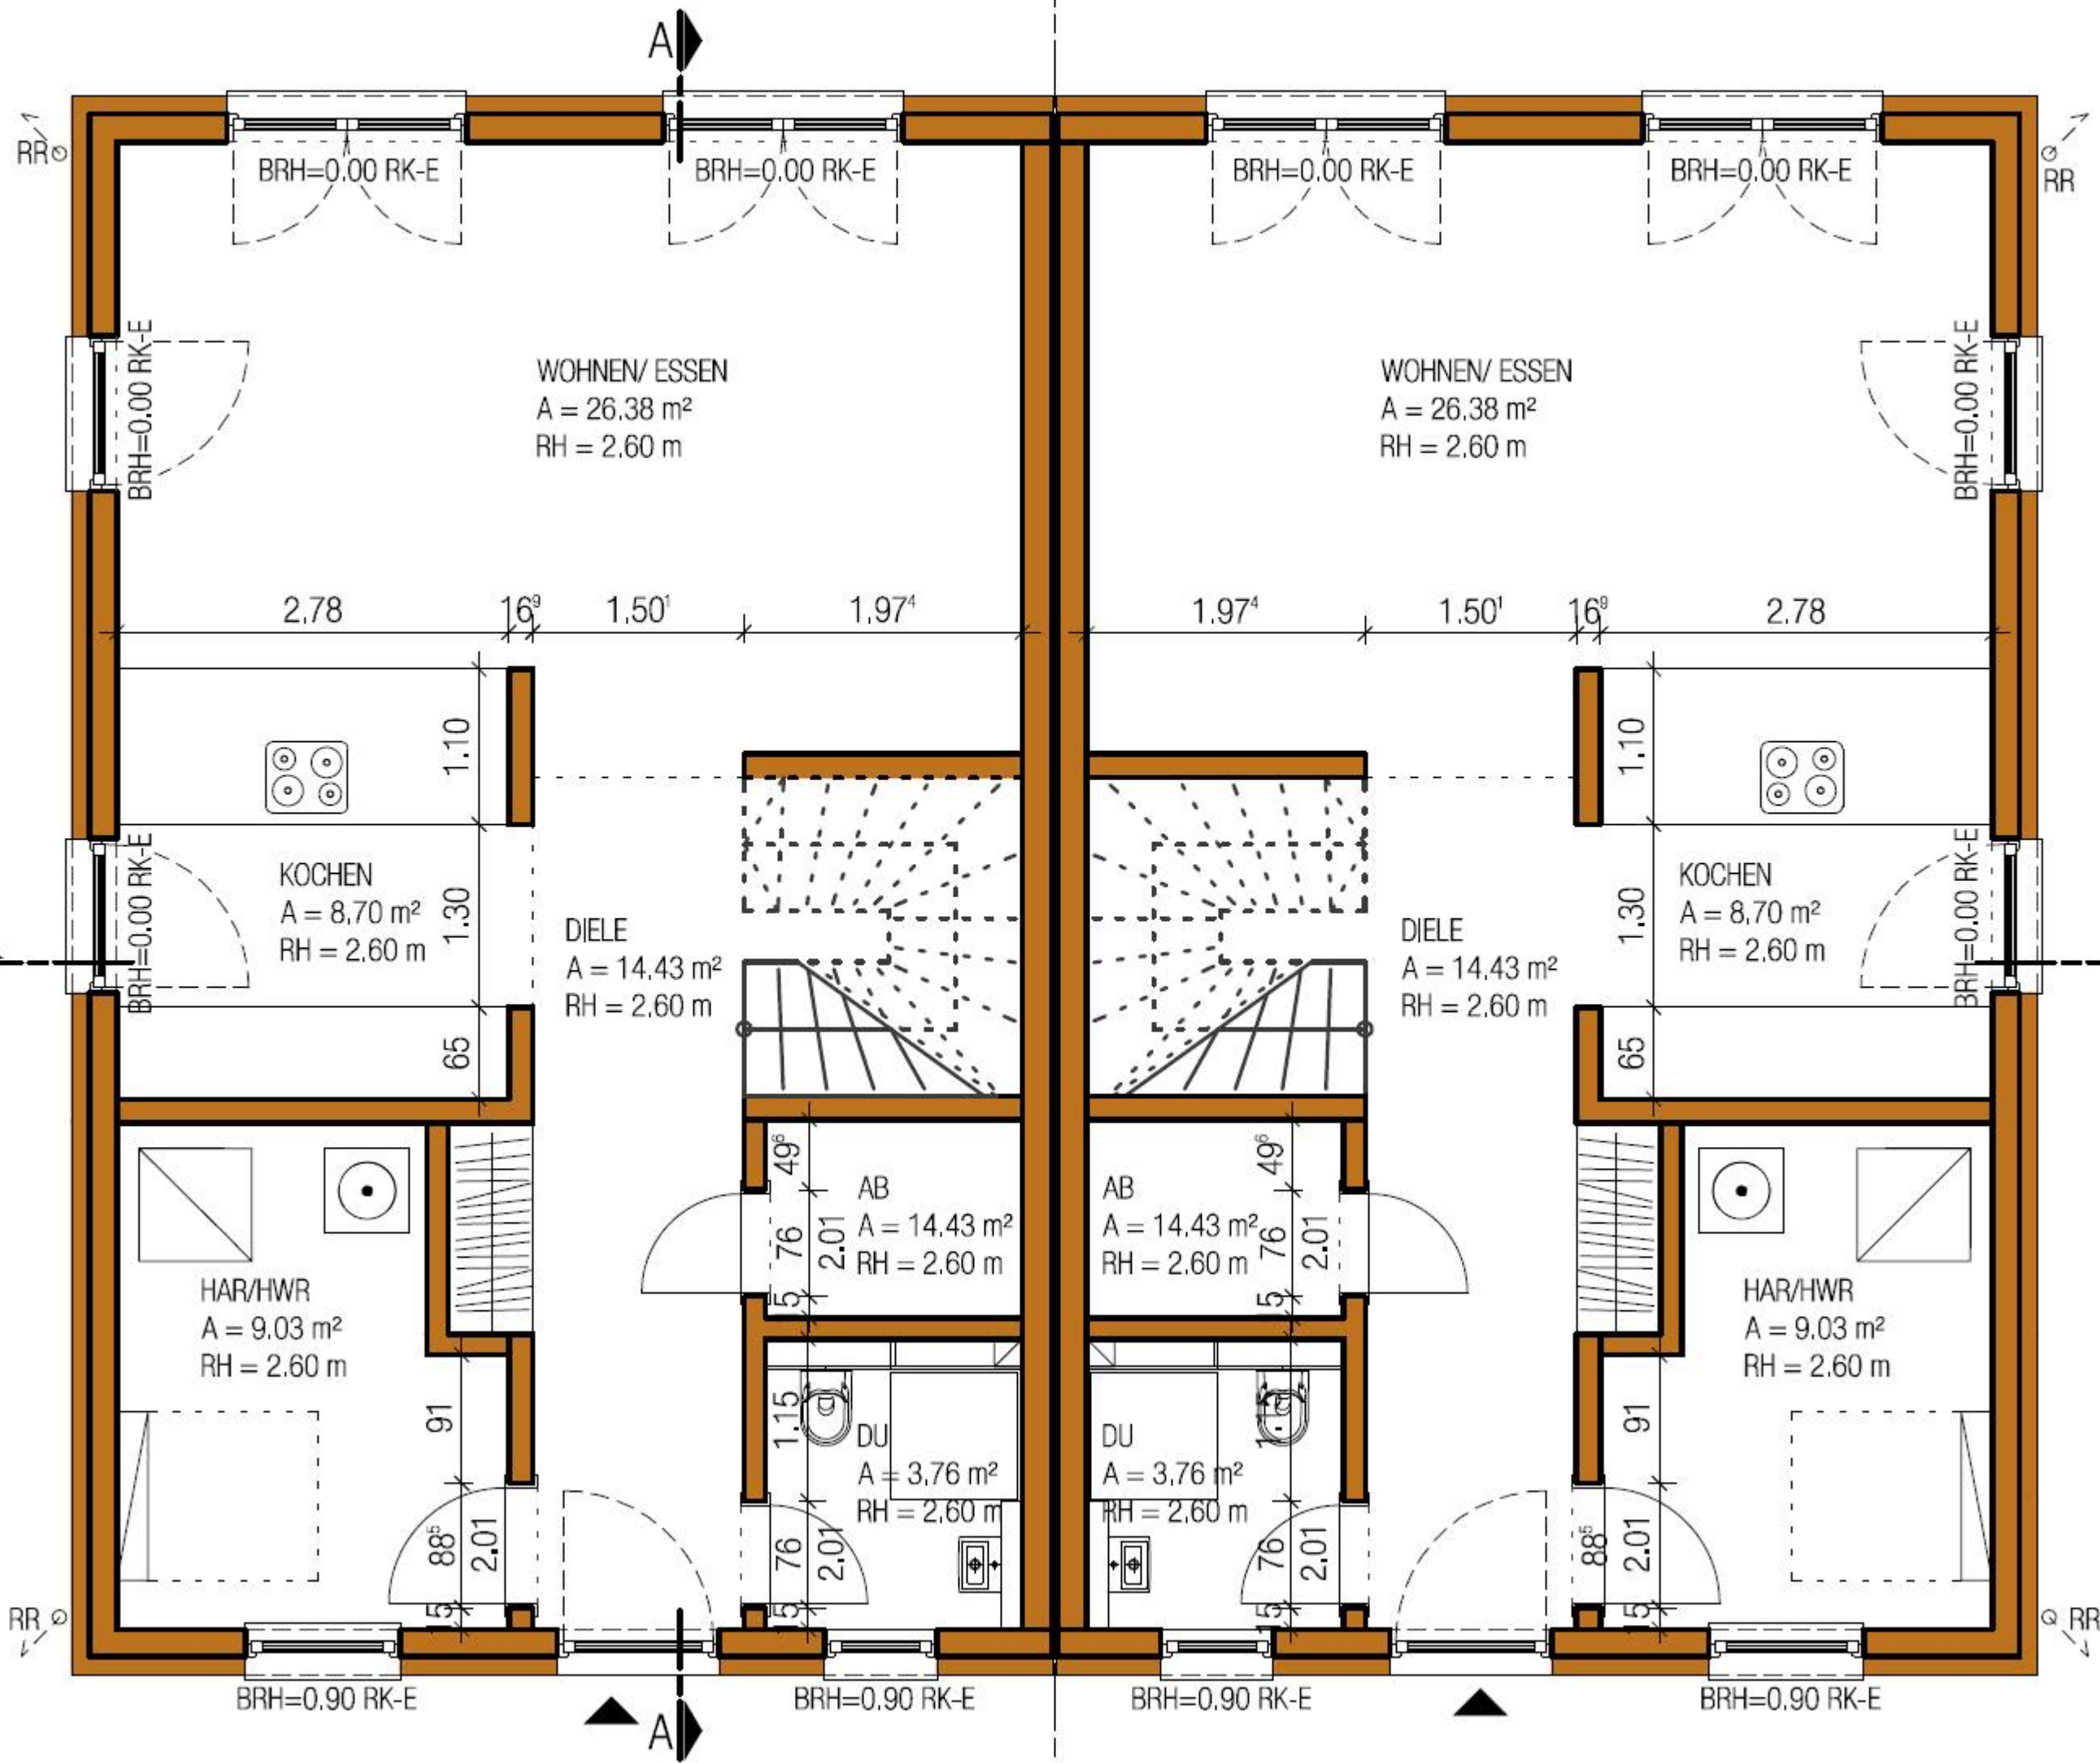 A
RR
BRH=0.00 RK-E
BRH=0.00 RK-E
BRH=0.00 RK-E
BRH=0.00 RK-E
RR
BRH=0.00 RK-E
BRH=0.00 RK-E
WOHNEN/ ESSEN
A = 26.38 m²
RH = 2.60 m
WOHNEN/ ESSEN
A = 26.38 m²
RH = 2.60 m
2.78
16⁹
1.50¹
1.97⁴
1.97⁴
1.50¹
16⁹
2.78
1.10
1.10
BRH=0.00 RK-E
KOCHEN
A = 8.70 m²
RH = 2.60 m
1.30
DIELE
A = 14.43 m²
RH = 2.60 m
DIELE
A = 14.43 m²
RH = 2.60 m
1.30
KOCHEN
A = 8.70 m²
RH = 2.60 m
BRH=0.00 RK-E
65
65
49⁶
49⁶
AB
A = 14.43 m²
RH = 2.60 m
AB
A = 14.43 m²
RH = 2.60 m
76
2.01
76
2.01
15
15
HAR/HWR
A = 9.03 m²
RH = 2.60 m
HAR/HWR
A = 9.03 m²
RH = 2.60 m
91
1.15
1.15
91
DU
A = 3.76 m²
RH = 2.60 m
DU
A = 3.76 m²
RH = 2.60 m
88⁵
2.01
76
2.01
76
2.01
88⁵
2.01
15
15
15
15
RR
RR
BRH=0.90 RK-E
BRH=0.90 RK-E
BRH=0.90 RK-E
BRH=0.90 RK-E
A